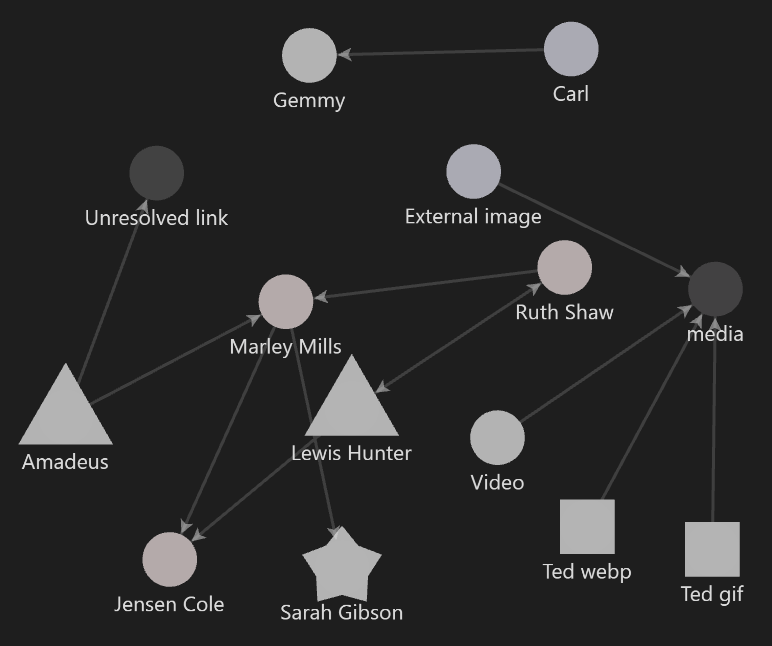 Gemmy
Carl
Unresolved link
External image
Ruth Shaw
media
Marley Mills
Lewis Hunter
Amadeus
Video
Ted webp
Ted gif
Jensen Cole
Sarah Gibson